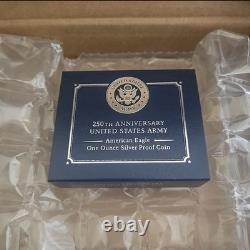 250TH ANNIVERSARY
UNITED STATES ARMY
American Eagle
One Ounce Silver Proof Coin